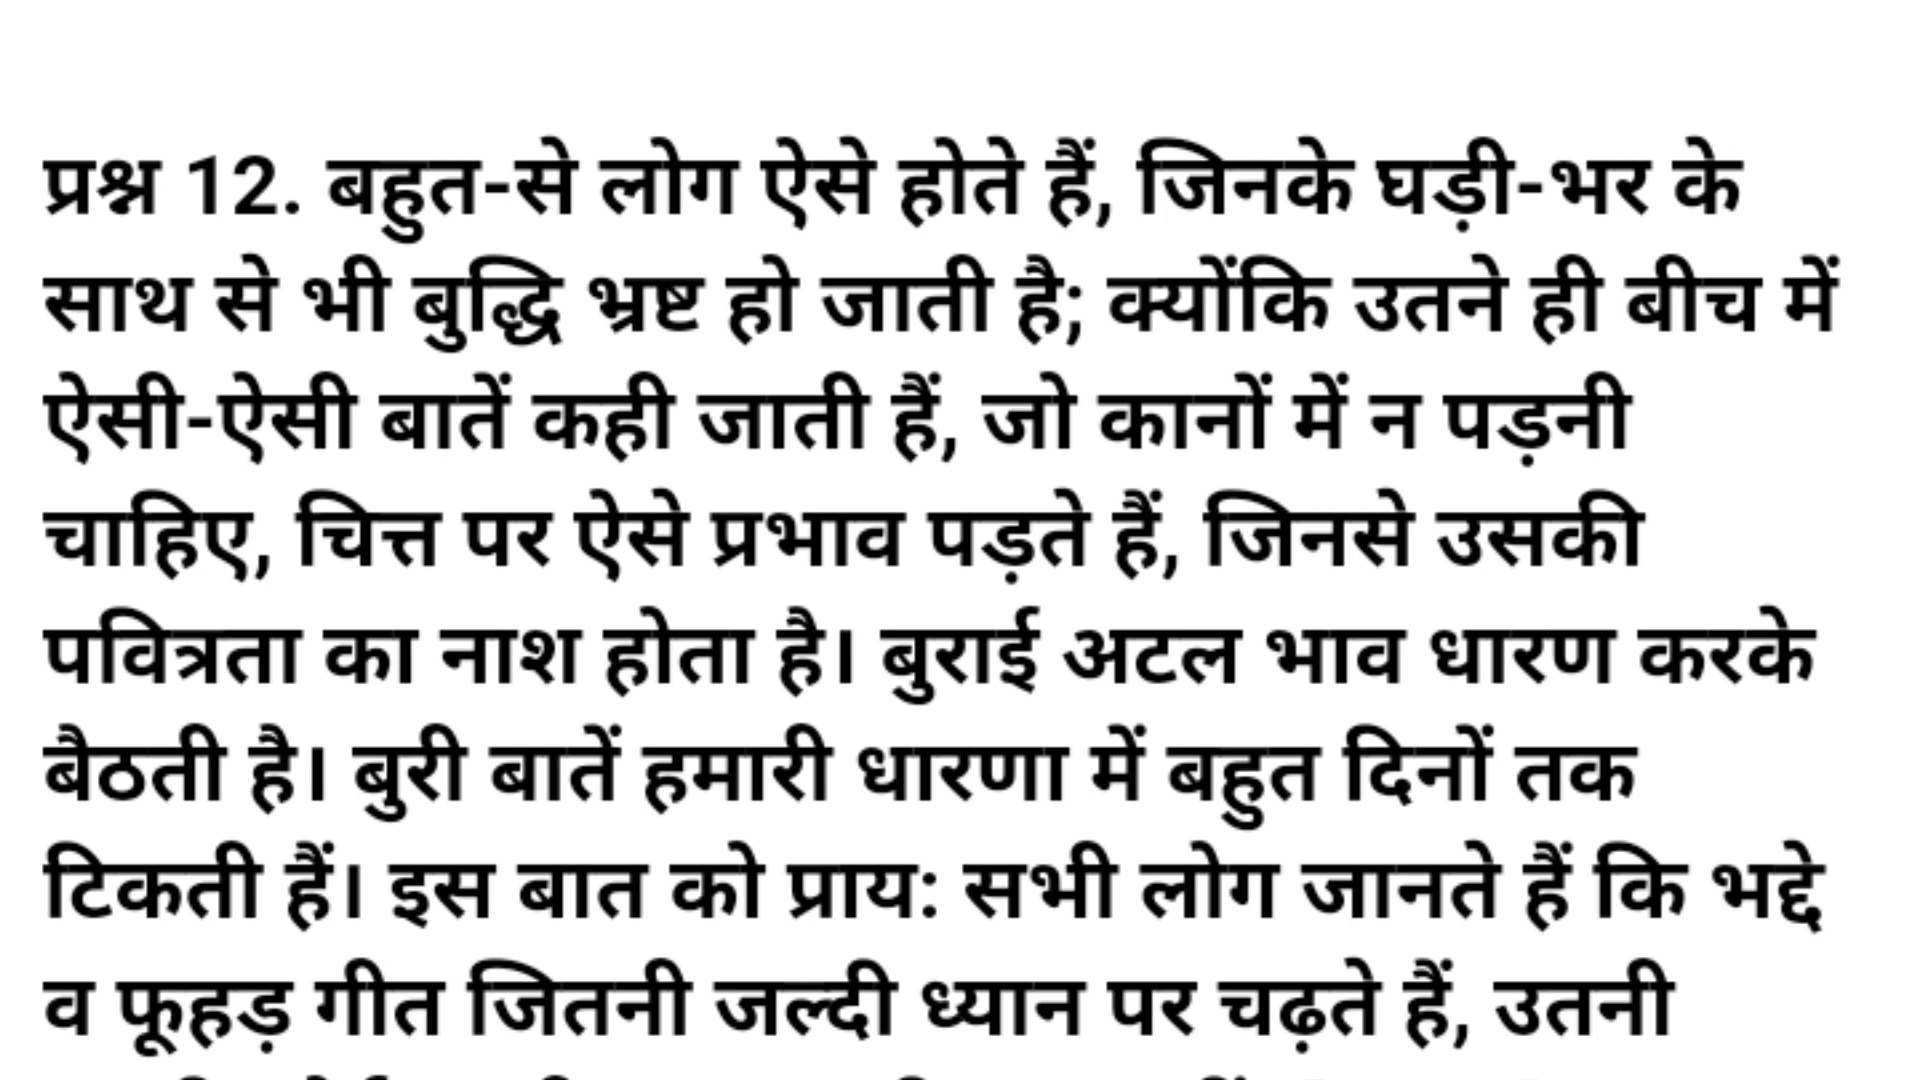 प्रश्न 12. बहुत-से लोग ऐसे होते हैं, जिनके घड़ी-भर के
साथ से भी बुद्धि भ्रष्ट हो जाती है; क्योंकि उतने ही बीच में
ऐसी-ऐसी बातें कही जाती हैं, जो कानों में न पड़नी
चाहिए, चित्त पर ऐसे प्रभाव पड़ते हैं, जिनसे उसकी
पवित्रता का नाश होता है। बुराई अटल भाव धारण करके
बैठती है। बुरी बातें हमारी धारणा में बहुत दिनों तक
टिकती हैं। इस बात को प्राय: सभी लोग जानते हैं कि भद्दे
व फूहड़ गीत जितनी जल्दी ध्यान पर चढ़ते हैं, उतनी